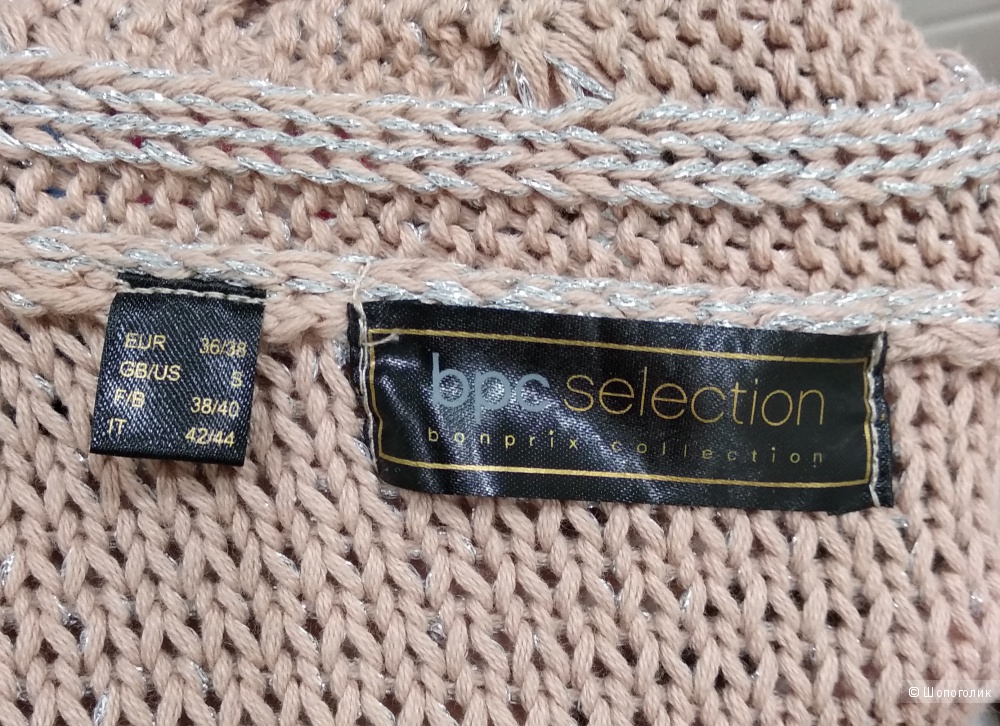 EUR 36/38
GB/US S
F/B 38/40
IT 42/44
bpc selection
bonprix collection
© Шопоголик